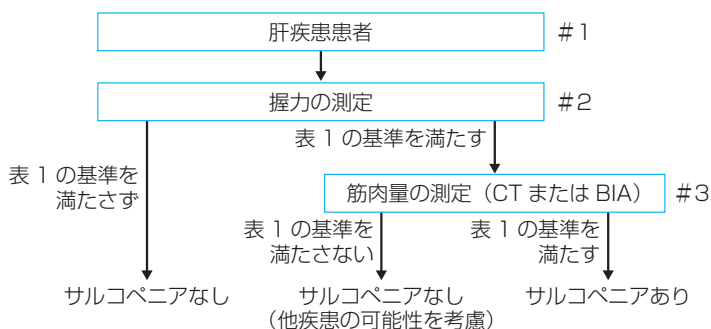 肝疾患患者 #1
握力の測定 #2
表 1 の基準を満たす
表 1 の基準を
満たさず
筋肉量の測定（CT または BIA） #3
表 1 の基準を
満たさない
表 1 の基準を
満たす
サルコペニアなし
サルコペニアなし
（他疾患の可能性を考慮）
サルコペニアあり